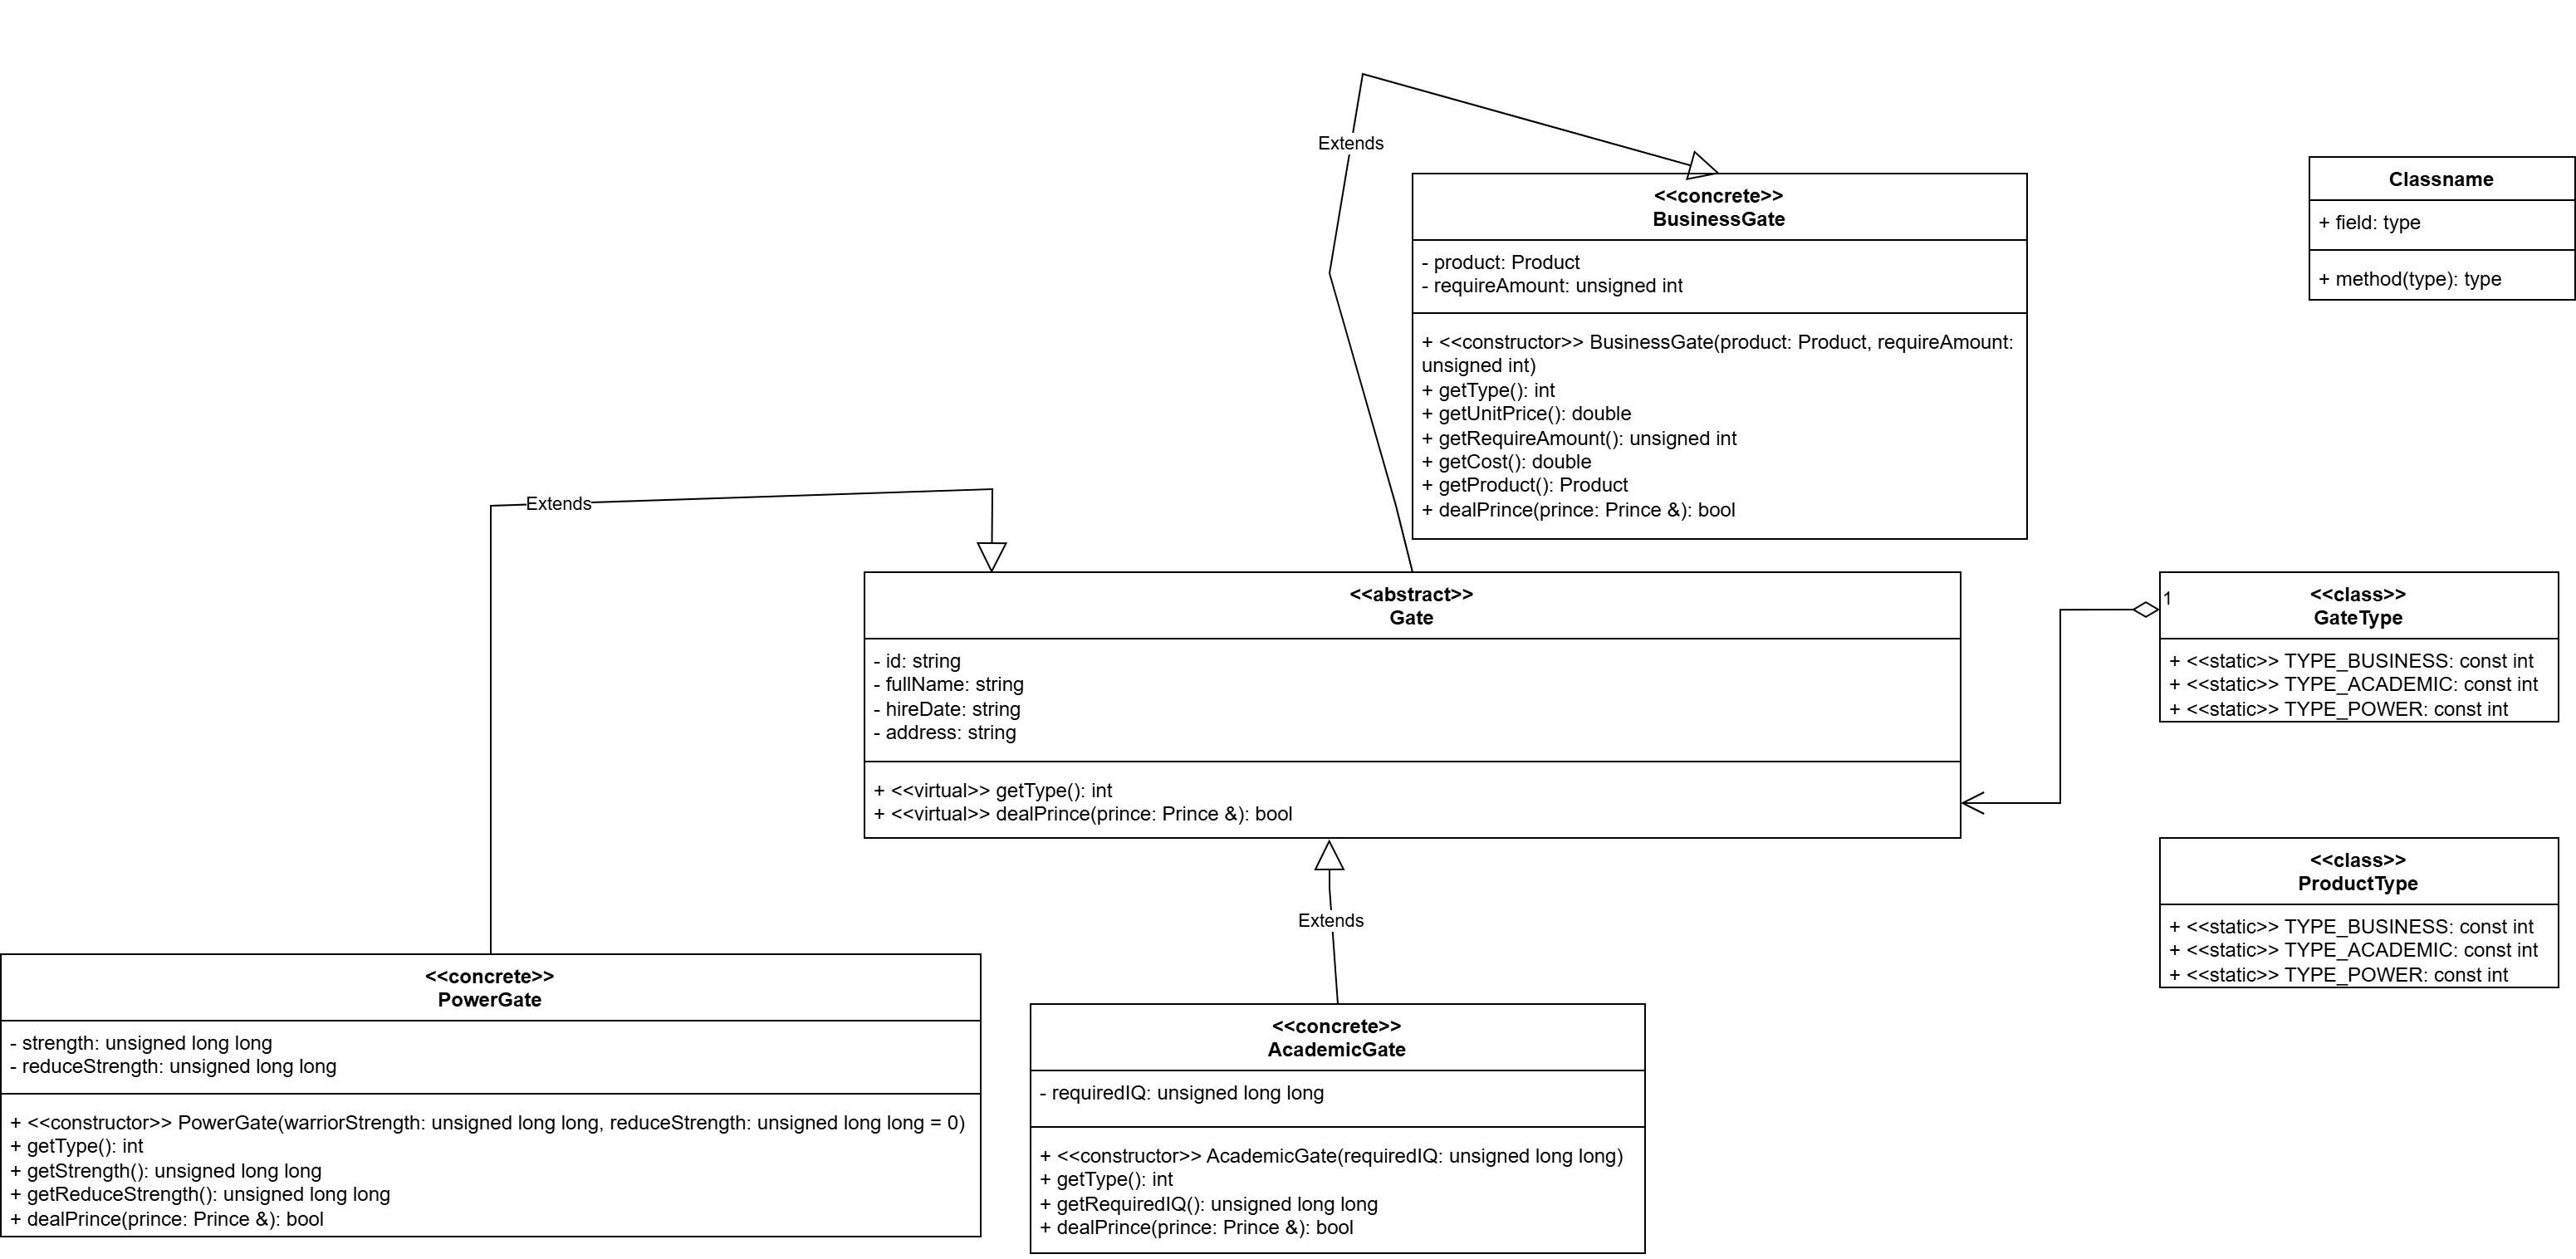 Extends
<<concrete>>
BusinessGate
- product: Product
- requireAmount: unsigned int
+ <<constructor>> BusinessGate(product: Product, requireAmount:
unsigned int)
+ getType(): int
+ getUnitPrice(): double
+ getRequireAmount(): unsigned int
+ getCost(): double
+ getProduct(): Product
+ dealPrince(prince: Prince &): bool
Classname
+ field: type
+ method(type): type
Extends
<<abstract>>
Gate
- id: string
- fullName: string
- hireDate: string
- address: string
+ <<virtual>> getType(): int
+ <<virtual>> dealPrince(prince: Prince &): bool
1
<<class>>
GateType
+ <<static>> TYPE_BUSINESS: const int
+ <<static>> TYPE_ACADEMIC: const int
+ <<static>> TYPE_POWER: const int
<<class>>
ProductType
+ <<static>> TYPE_BUSINESS: const int
+ <<static>> TYPE_ACADEMIC: const int
+ <<static>> TYPE_POWER: const int
Extends
<<concrete>>
PowerGate
- strength: unsigned long long
- reduceStrength: unsigned long long
+ <<constructor>> PowerGate(warriorStrength: unsigned long long, reduceStrength: unsigned long long = 0)
+ getType(): int
+ getStrength(): unsigned long long
+ getReduceStrength(): unsigned long long
+ dealPrince(prince: Prince &): bool
<<concrete>>
AcademicGate
- requiredIQ: unsigned long long
+ <<constructor>> AcademicGate(requiredIQ: unsigned long long)
+ getType(): int
+ getRequiredIQ(): unsigned long long
+ dealPrince(prince: Prince &): bool